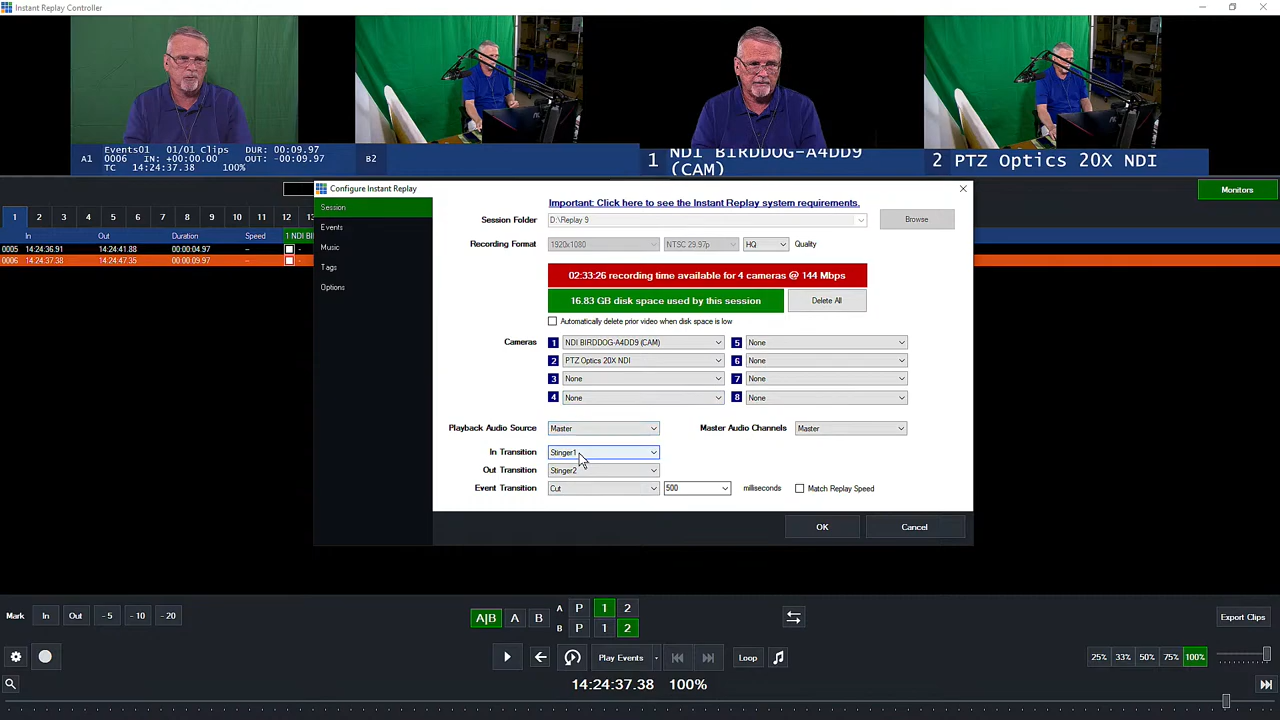 Instant Replay Controller
Events01 01/01 Clips DUR: 00:09.97
A1 0006 IN: +00:00.00 OUT: -00:09.97
TC 14:24:37.38 100%
B2
1 NDI BIRDDOG-A4DD9 (CAM)
2 PTZ Optics 20X NDI
Monitors
Configure Instant Replay
Session
Events
Music
Tags
Options
Important: Click here to see the Instant Replay system requirements.
Session Folder D:\Replay 9 Browse
Recording Format 1920x1080 NTSC 29.97p HQ Quality
02:33:26 recording time available for 4 cameras @ 144 Mbps
16.83 GB disk space used by this session Delete All
Automatically delete prior video when disk space is low
Cameras 1 NDI BIRDDOG-A4DD9 (CAM) 5 None
2 PTZ Optics 20X NDI 6 None
3 None 7 None
4 None 8 None
Playback Audio Source Master Master Audio Channels Master
In Transition Stinger1
Out Transition Stinger2
Event Transition Cut 500 milliseconds Match Replay Speed
OK Cancel
1 2 3 4 5 6 7 8 9 10 11 12 13
In Out Duration Speed 1 NDI BI
0005 14:24:36.91 14:24:41.88 00:00:04.97 -
0006 14:24:37.38 14:24:47.35 00:00:09.97 -
Mark In Out - 5 - 10 - 20
A|B A B
A P 1 2
B P 1 2
Export Clips
Play Events Loop
25% 33% 50% 75% 100%
14:24:37.38 100%